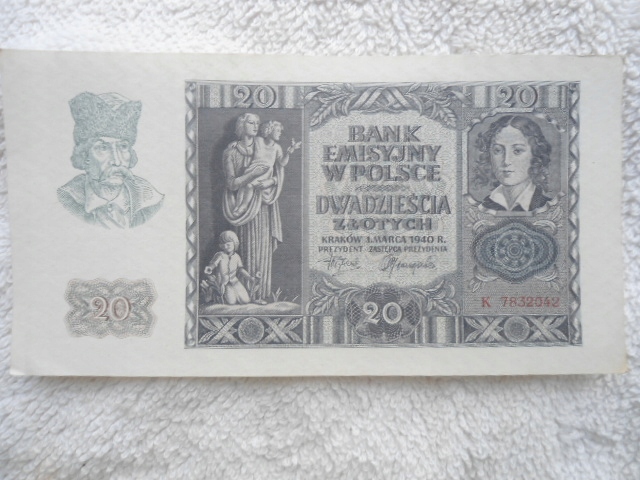 20
20
BANK
EMISYJNY
W POLSCE
DWADZIEŚCIA
ZŁOTYCH
KRAKÓW 1. MARCA 1940 R.
PREZYDENT ZASTĘPCA PREZYDENTA
K 7832042
20
20